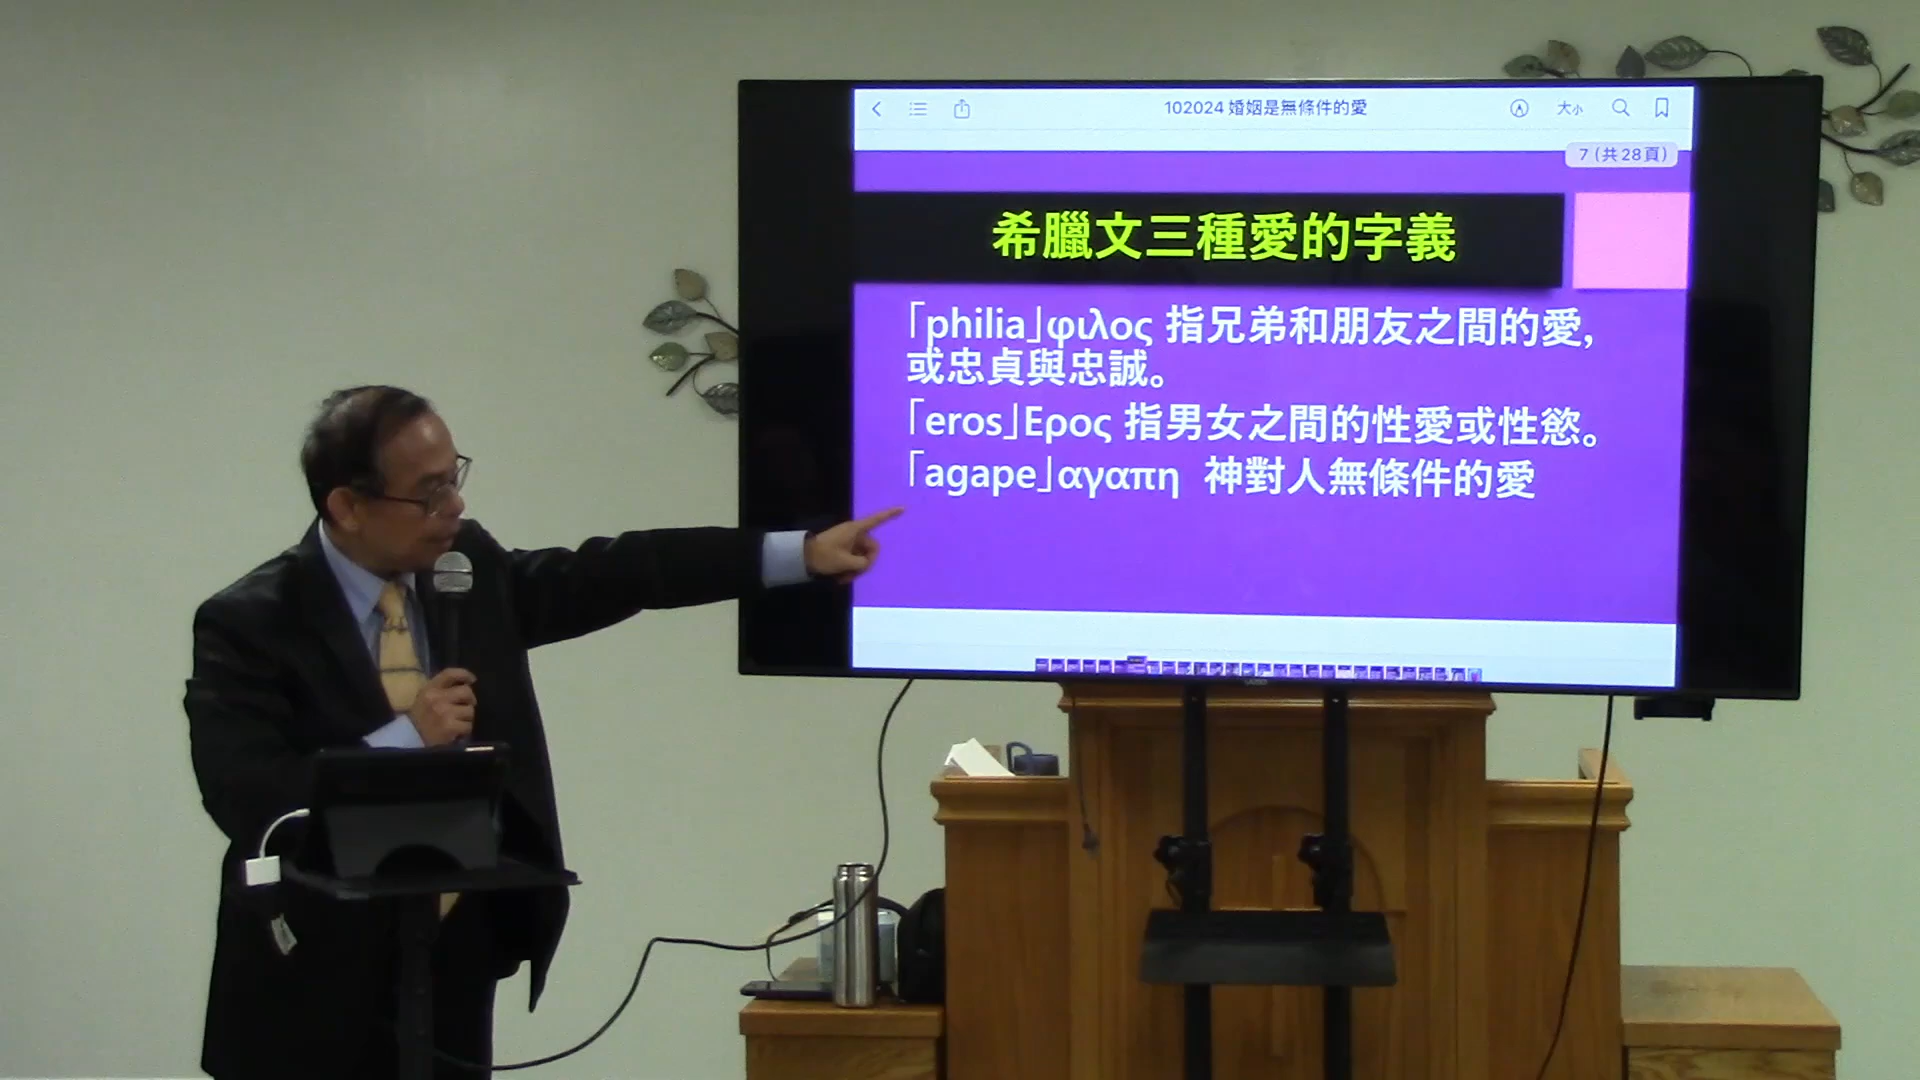 102024 婚姻是無條件的愛
大小
7 (共28頁)
希臘文三種愛的字義
「philia」φιλος 指兄弟和朋友之間的愛,
或忠貞與忠誠。
「eros」Ερος 指男女之間的性愛或性慾。
「agape」αγαπη 神對人無條件的愛